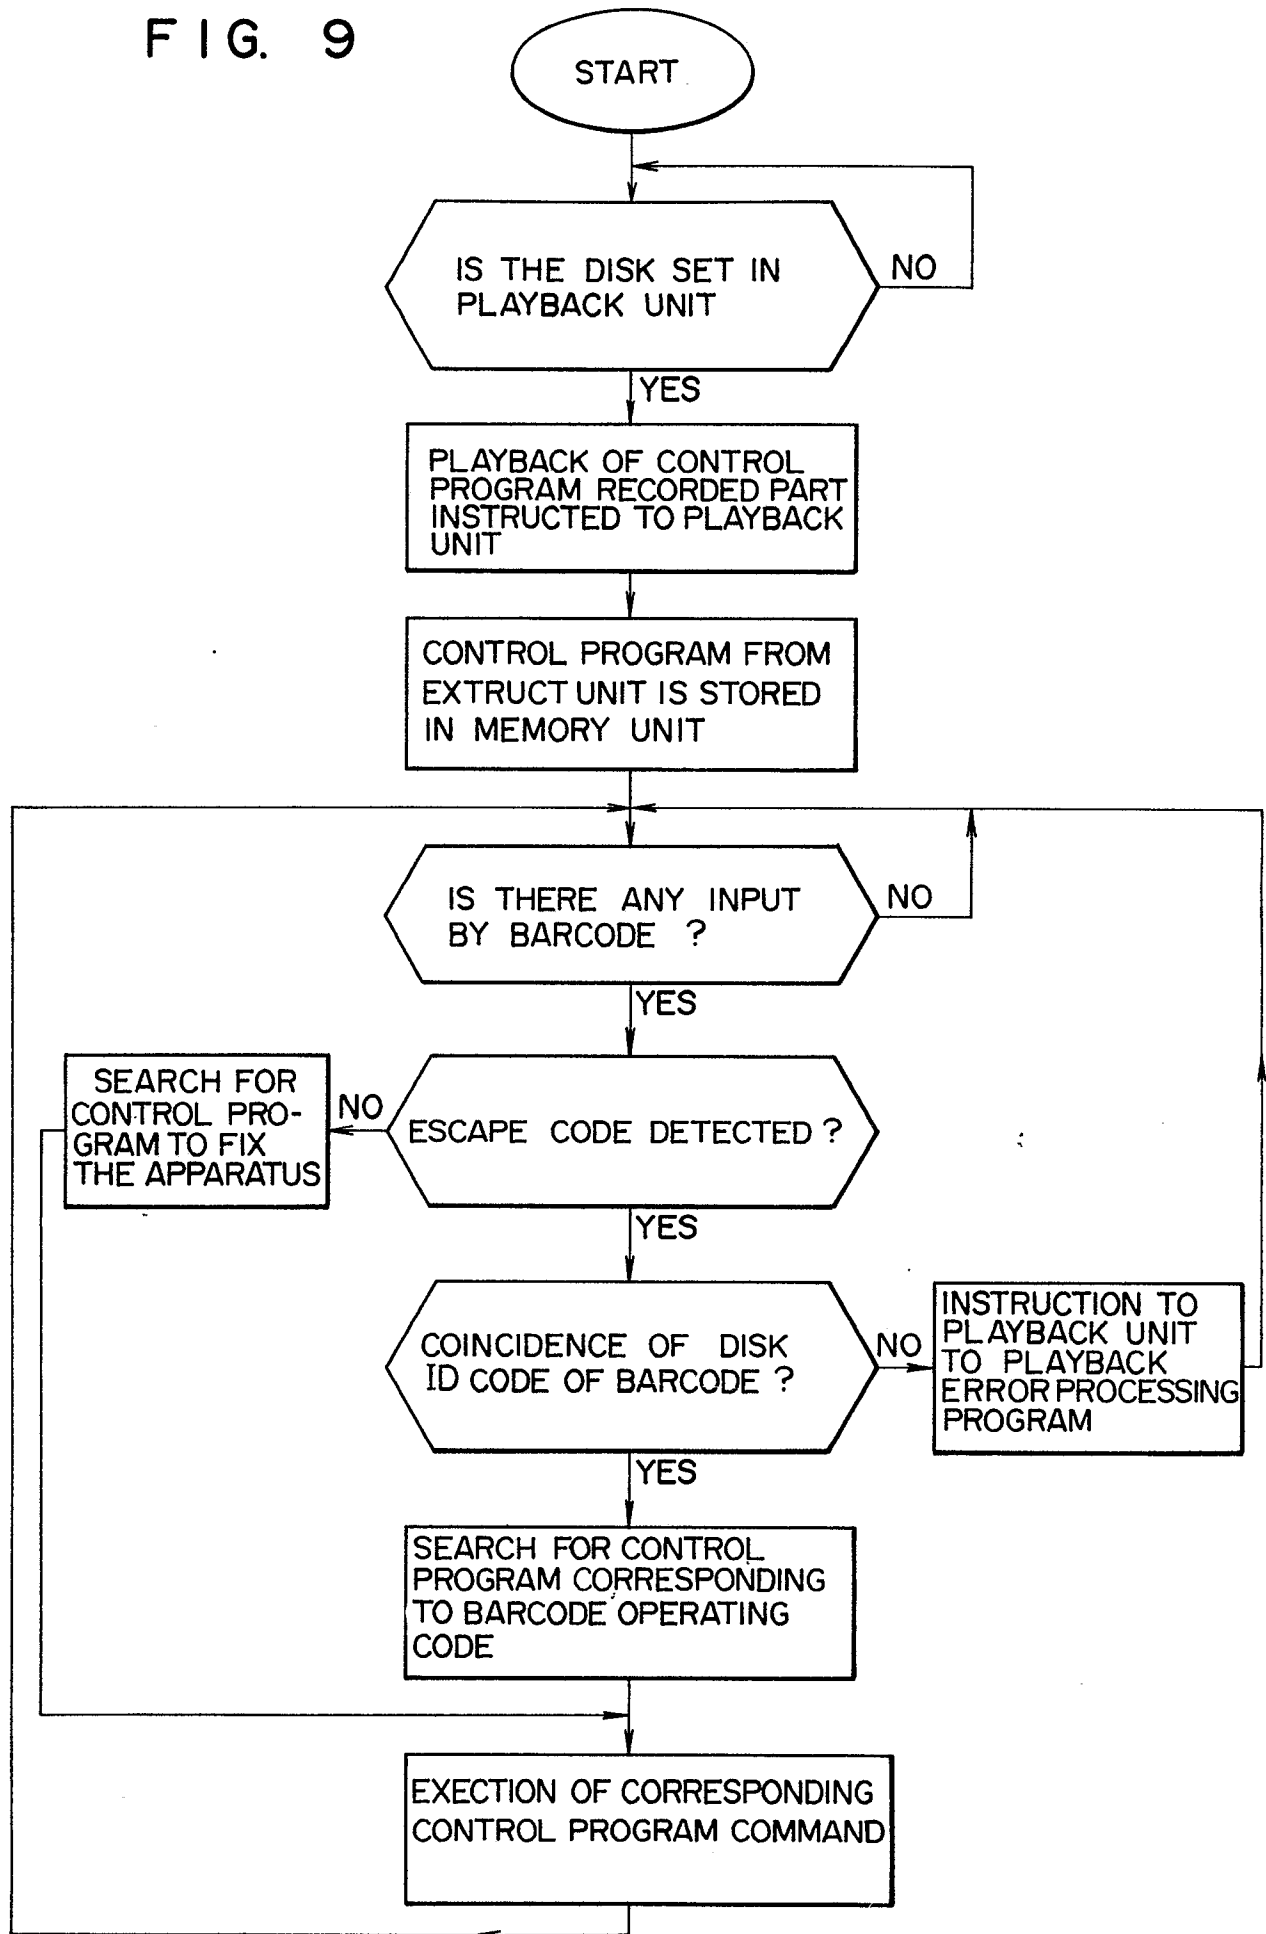 FIG. 9
START
IS THE DISK SET IN
PLAYBACK UNIT
NO
YES
PLAYBACK OF CONTROL
PROGRAM RECORDED PART
INSTRUCTED TO PLAYBACK
UNIT
CONTROL PROGRAM FROM
EXTRUCT UNIT IS STORED
IN MEMORY UNIT
IS THERE ANY INPUT
BY BARCODE ?
NO
YES
SEARCH FOR
CONTROL PRO-
GRAM TO FIX
THE APPARATUS
NO
ESCAPE CODE DETECTED ?
YES
COINCIDENCE OF DISK
ID CODE OF BARCODE ?
NO
INSTRUCTION TO
PLAYBACK UNIT
TO PLAYBACK
ERROR PROCESSING
PROGRAM
YES
SEARCH FOR CONTROL
PROGRAM CORRESPONDING
TO BARCODE OPERATING
CODE
EXECTION OF CORRESPONDING
CONTROL PROGRAM COMMAND